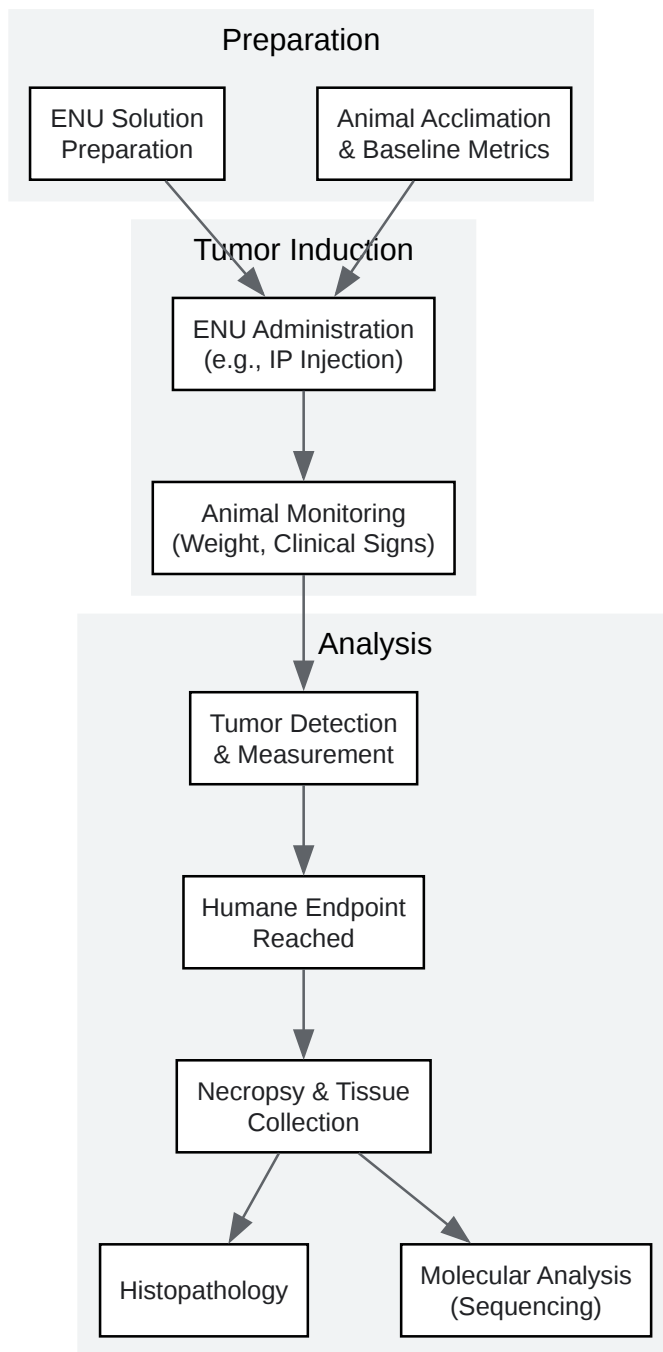 Preparation
ENU Solution
Preparation
Animal Acclimation
& Baseline Metrics
Tumor Induction
ENU Administration
(e.g., IP Injection)
Animal Monitoring
(Weight, Clinical Signs)
Analysis
Tumor Detection
& Measurement
Humane Endpoint
Reached
Necropsy & Tissue
Collection
Histopathology
Molecular Analysis
(Sequencing)